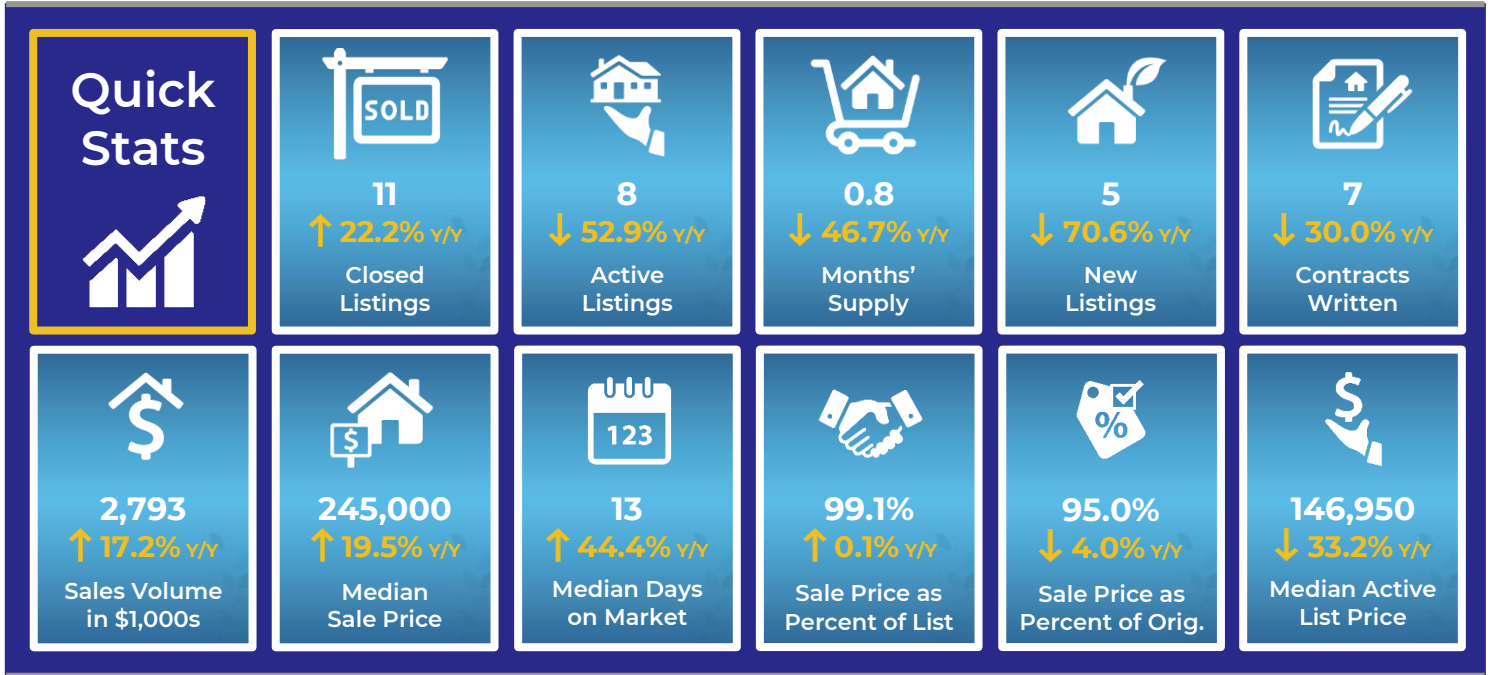 Quick
Stats
SOLD
11
↑ 22.2% Y/Y
Closed
Listings
8
↓ 52.9% Y/Y
Active
Listings
0.8
↓ 46.7% Y/Y
Months’
Supply
5
↓ 70.6% Y/Y
New
Listings
7
↓ 30.0% Y/Y
Contracts
Written
$
2,793
↑ 17.2% Y/Y
Sales Volume
in $1,000s
$
245,000
↑ 19.5% Y/Y
Median
Sale Price
123
13
↑ 44.4% Y/Y
Median Days
on Market
99.1%
↑ 0.1% Y/Y
Sale Price as
Percent of List
%
95.0%
↓ 4.0% Y/Y
Sale Price as
Percent of Orig.
$
146,950
↓ 33.2% Y/Y
Median Active
List Price